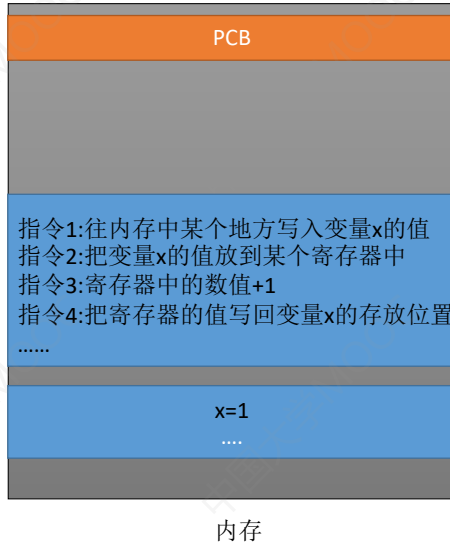 PCB
指令1:往内存中某个地方写入变量x的值
指令2:把变量x的值放到某个寄存器中
指令3:寄存器中的数值+1
指令4:把寄存器的值写回变量x的存放位置
......
x=1
....
内存